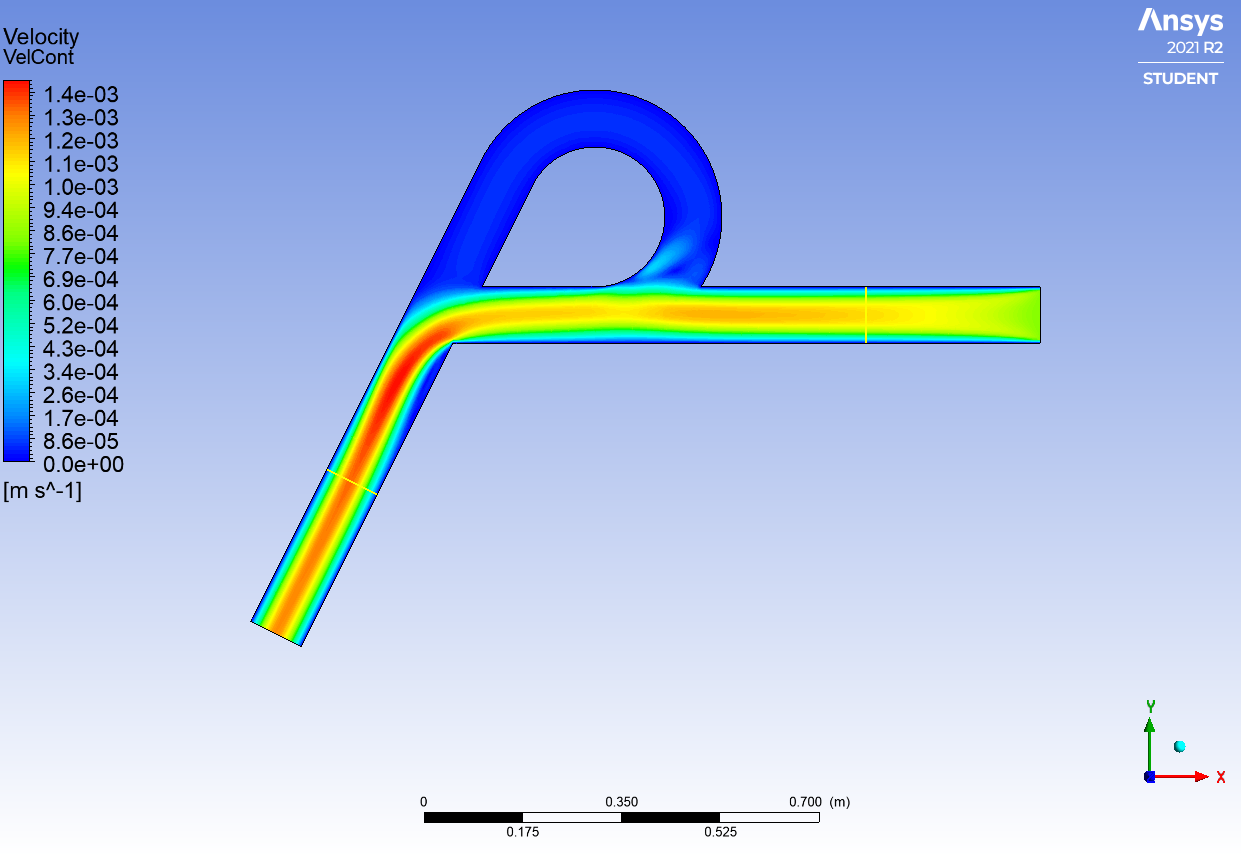 Velocity
VelCont
1.4e-03
1.3e-03
1.2e-03
1.1e-03
1.0e-03
9.4e-04
8.6e-04
7.7e-04
6.9e-04
6.0e-04
5.2e-04
4.3e-04
3.4e-04
2.6e-04
1.7e-04
8.6e-05
0.0e+00
[m s^-1]
Ansys
2021 R2
STUDENT
Y
X
0 0.350 0.700 (m)
0.175 0.525